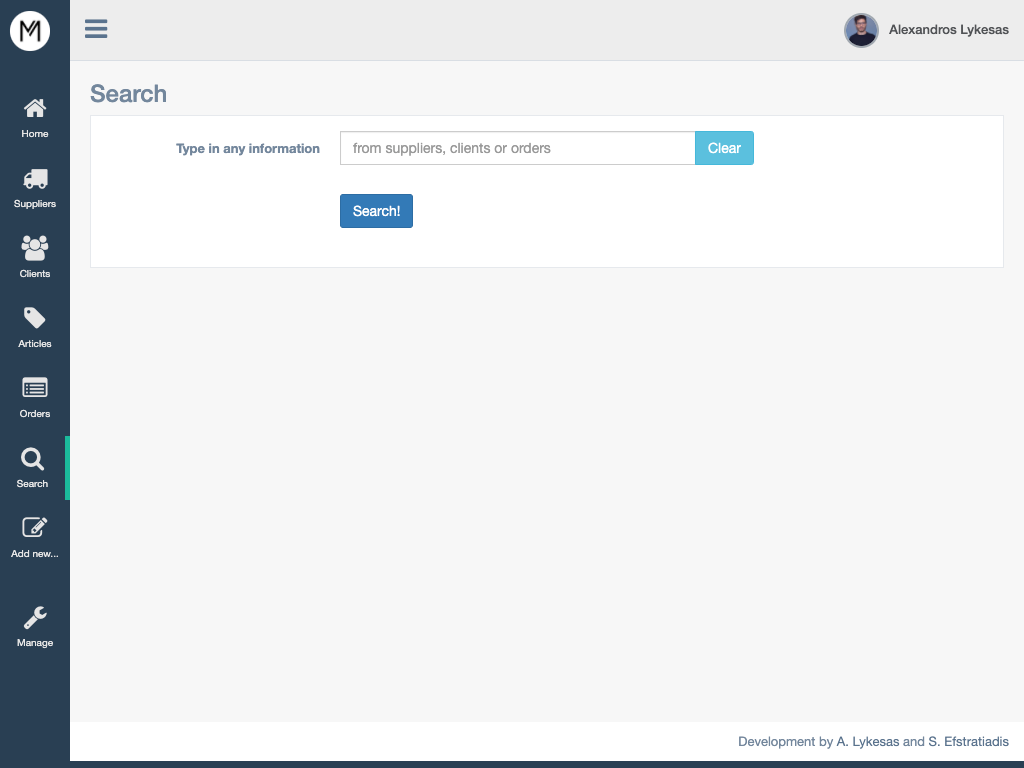 M
Alexandros Lykesas
Home
Suppliers
Clients
Articles
Orders
Search
Add new...
Manage
Search
Type in any information
from suppliers, clients or orders
Clear
Search!
Development by A. Lykesas and S. Efstratiadis